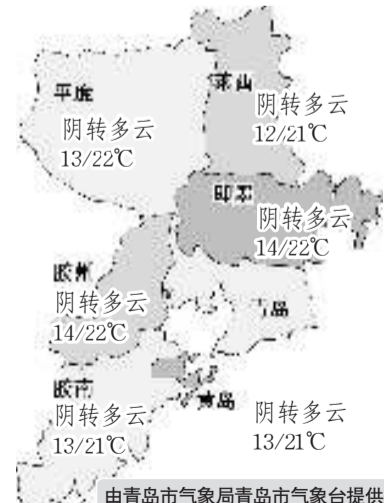 平度
阴转多云
13/22℃
莱西
阴转多云
12/21℃
即墨
阴转多云
14/22℃
胶州
阴转多云
14/22℃
青岛
胶南
阴转多云
13/21℃
青岛
阴转多云
13/21℃
由青岛市气象局青岛市气象台提供